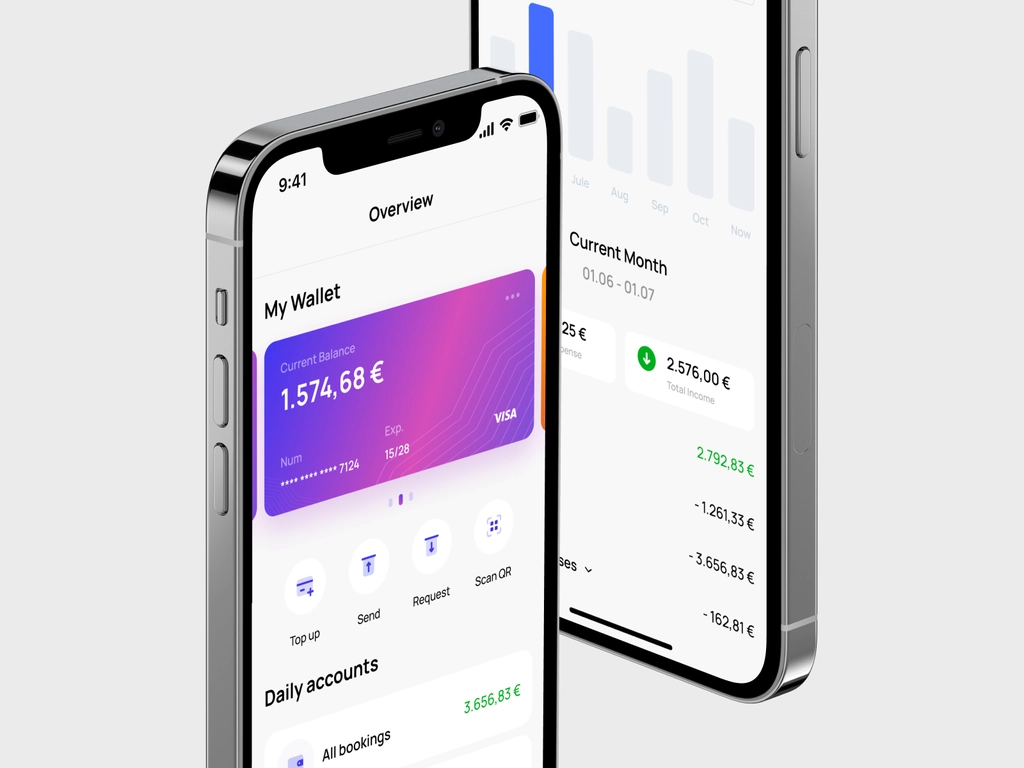 9:41
Overview
My Wallet
Current Balance
1.574,68 €
VISA
Num
Exp.
**** **** **** 7124
15/28
Top up
Send
Request
Scan QR
Daily accounts
3.656,83 €
All bookings
Jule
Aug
Sep
Oct
Now
Current Month
01.06 - 01.07
25 €
pense
2.576,00 €
Total Income
2.792,83 €
- 1.261,33 €
- 3.656,83 €
ses
- 162,81 €